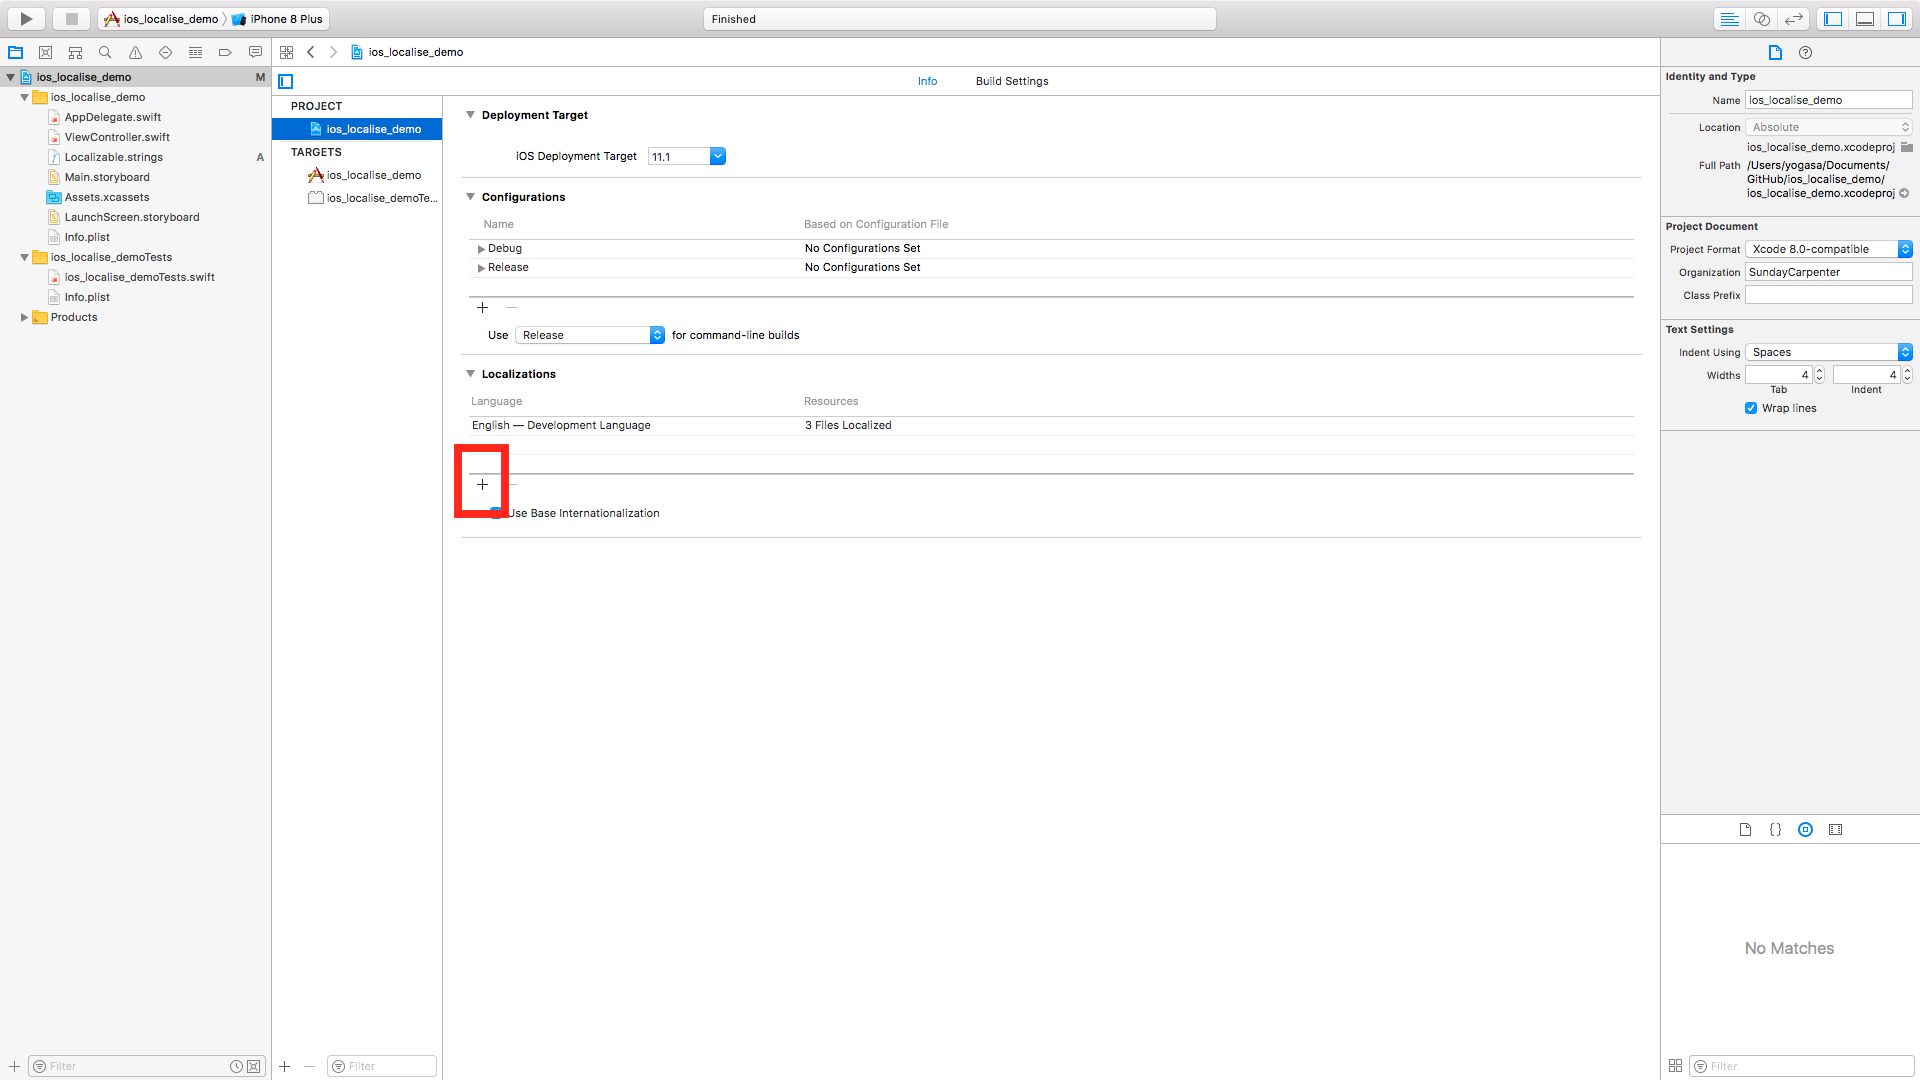 ios_localise_demo
iPhone 8 Plus
Finished
ios_localise_demo
ios_localise_demo M
ios_localise_demo
AppDelegate.swift
ViewController.swift
Localizable.strings A
Main.storyboard
Assets.xcassets
LaunchScreen.storyboard
Info.plist
ios_localise_demoTests
ios_localise_demoTests.swift
Info.plist
Products
Filter
Info Build Settings
PROJECT
ios_localise_demo
TARGETS
ios_localise_demo
ios_localise_demoTe...
Filter
Deployment Target
iOS Deployment Target 11.1
Configurations
Name Based on Configuration File
Debug No Configurations Set
Release No Configurations Set
Use Release for command-line builds
Localizations
Language Resources
English — Development Language 3 Files Localized
Use Base Internationalization
Identity and Type
Name ios_localise_demo
Location Absolute
ios_localise_demo.xcodeproj
Full Path /Users/yogasa/Documents/
GitHub/ios_localise_demo/
ios_localise_demo.xcodeproj
Project Document
Project Format Xcode 8.0-compatible
Organization SundayCarpenter
Class Prefix
Text Settings
Indent Using Spaces
Widths 4 4
Tab Indent
Wrap lines
No Matches
Filter